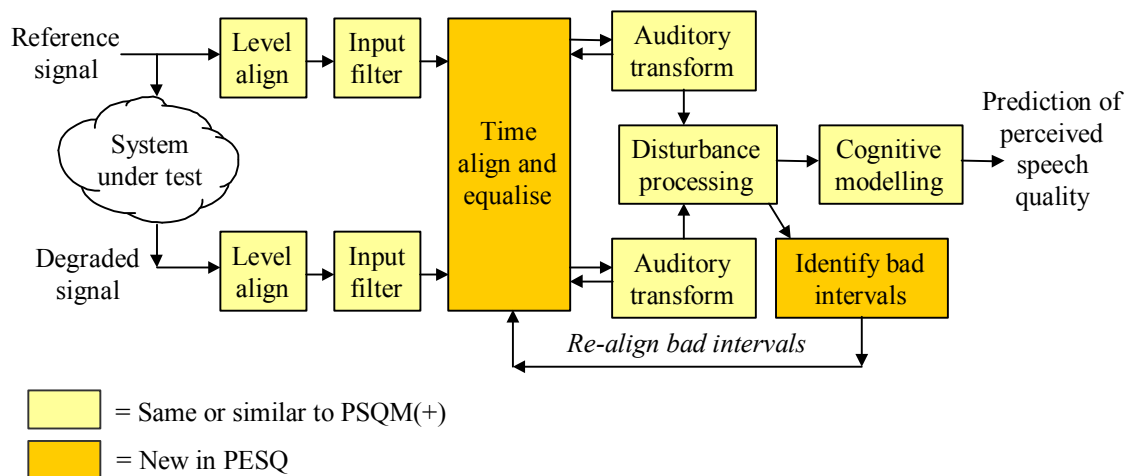 Reference
signal
Level
align
Input
filter
Auditory
transform
System
under test
Time
align and
equalise
Disturbance
processing
Cognitive
modelling
Prediction of
perceived
speech
quality
Degraded
signal
Level
align
Input
filter
Auditory
transform
Identify bad
intervals
Re-align bad intervals
= Same or similar to PSQM(+)
= New in PESQ